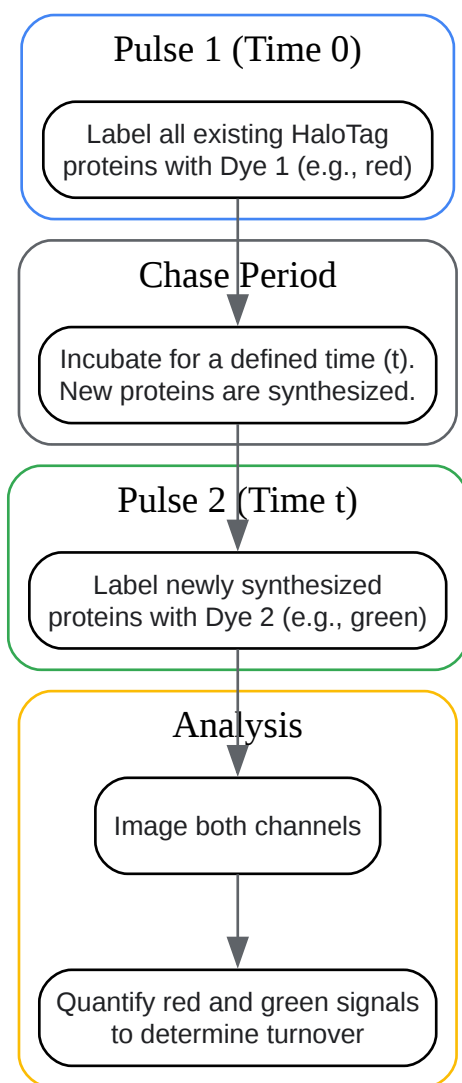 Pulse 1 (Time 0)
Label all existing HaloTag
proteins with Dye 1 (e.g., red)
Chase Period
Incubate for a defined time (t).
New proteins are synthesized.
Pulse 2 (Time t)
Label newly synthesized
proteins with Dye 2 (e.g., green)
Analysis
Image both channels
Quantify red and green signals
to determine turnover